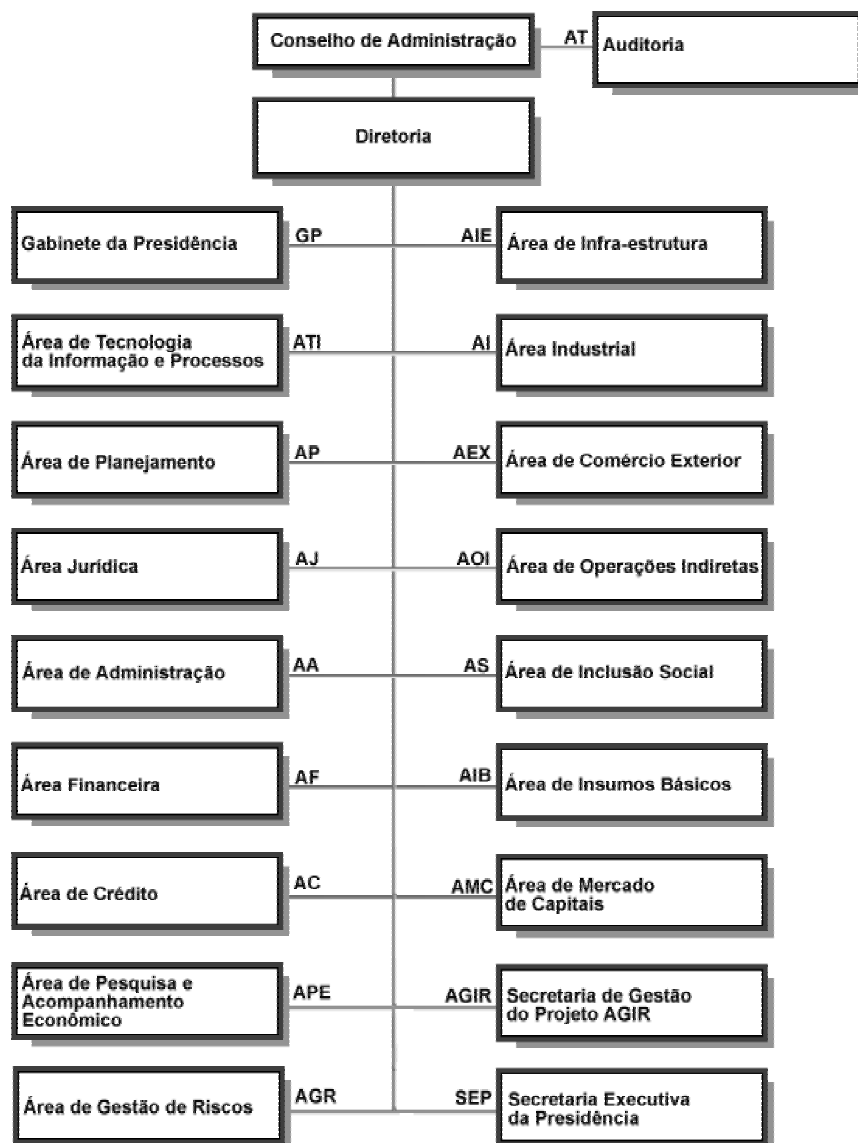 Conselho de Administração
AT
Auditoria
Diretoria
Gabinete da Presidência
GP
AIE
Área de Infra-estrutura
Área de Tecnologia
da Informação e Processos
ATI
AI
Área Industrial
Área de Planejamento
AP
AEX
Área de Comércio Exterior
Área Jurídica
AJ
AOI
Área de Operações Indiretas
Área de Administração
AA
AS
Área de Inclusão Social
Área Financeira
AF
AIB
Área de Insumos Básicos
Área de Crédito
AC
AMC
Área de Mercado
de Capitais
Área de Pesquisa e
Acompanhamento
Econômico
APE
AGIR
Secretaria de Gestão
do Projeto AGIR
Área de Gestão de Riscos
AGR
SEP
Secretaria Executiva
da Presidência